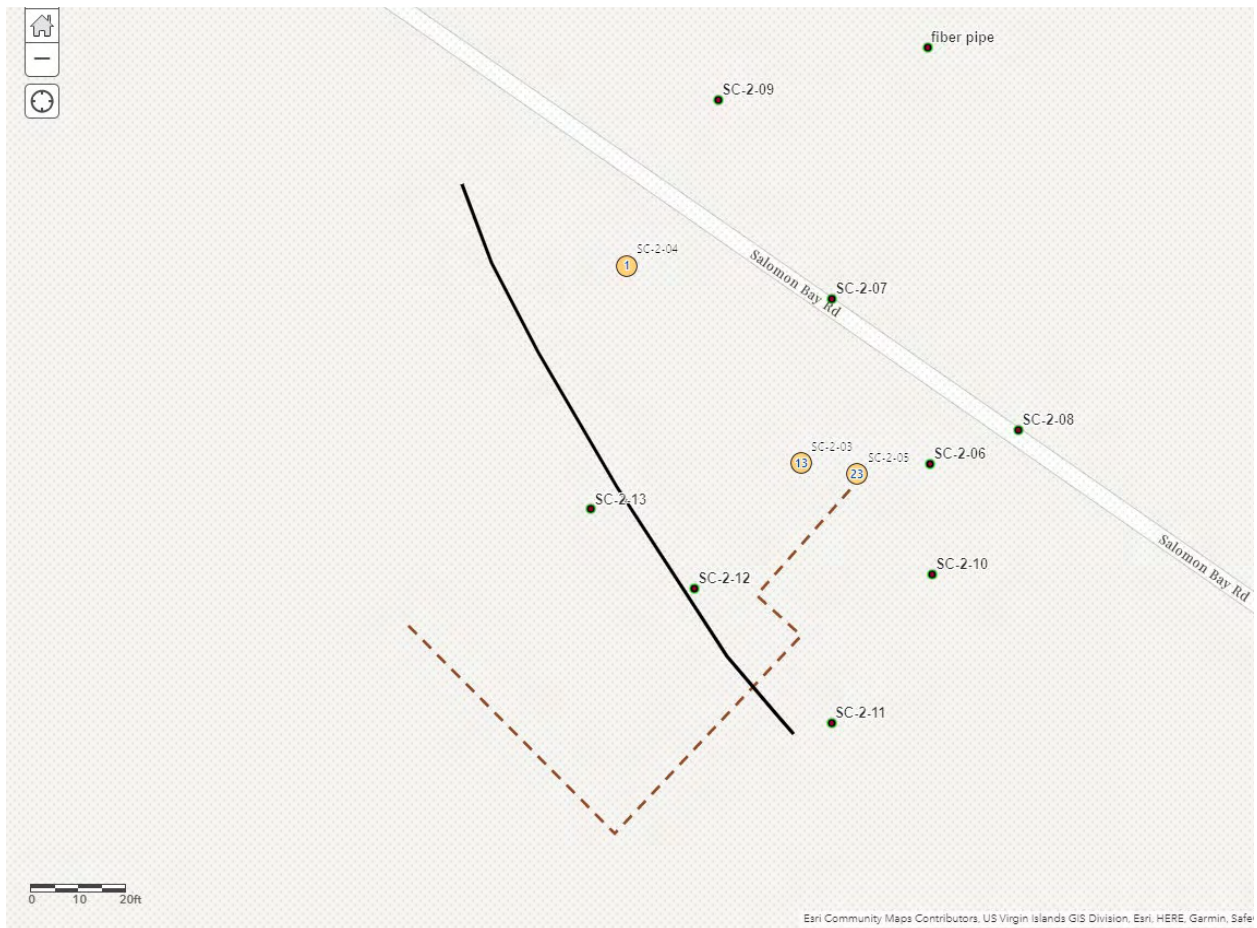 fiber pipe
SC-2-09
SC-2-04
1
Salomon Bay Rd
SC-2-07
SC-2-08
SC-2-03
13
SC-2-05
23
SC-2-06
SC-2-13
Salomon Bay Rd
SC-2-10
SC-2-12
SC-2-11
0 10 20ft
Esri Community Maps Contributors, US Virgin Islands GIS Division, Esri, HERE, Garmin, Safe